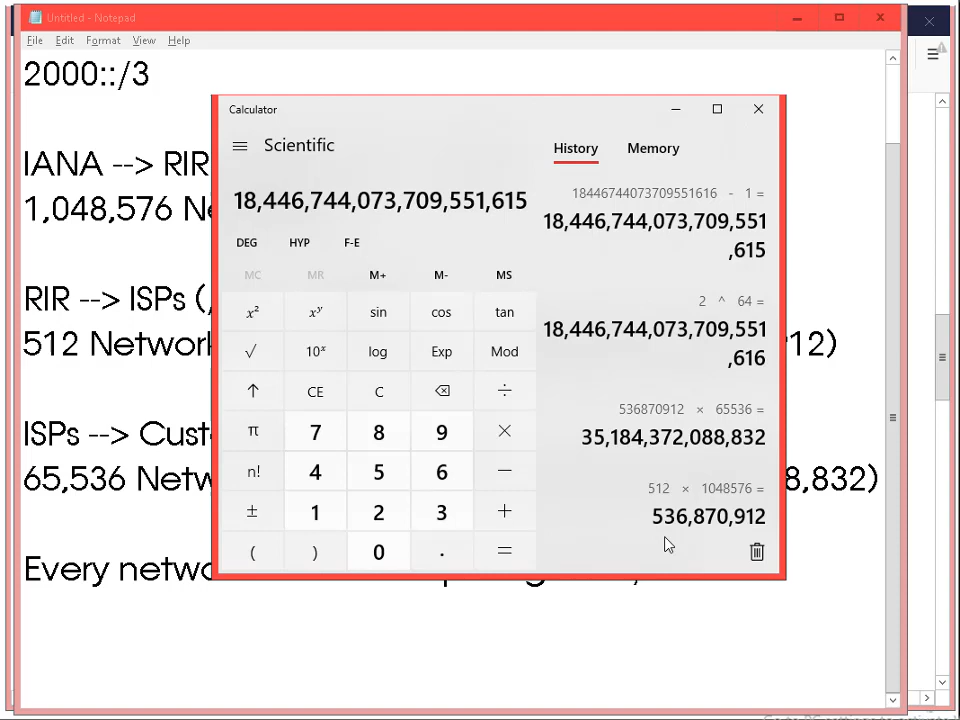 Untitled - Notepad
File Edit Format View Help
2000::/3
IANA --> RIR
1,048,576 Ne
RIR --> ISPs (,
512 Network
12)
ISPs --> Cust
65,536 Netw
8,832)
Every netwo
Calculator
Scientific
18,446,744,073,709,551,615
DEG HYP F-E
MC MR M+ M- MS
x² xʸ sin cos tan
√ 10ˣ log Exp Mod
↑ CE C ÷
π 7 8 9 ×
n! 4 5 6 −
± 1 2 3 +
( ) 0 . =
History Memory
18446744073709551616 - 1 =
18,446,744,073,709,551
,615
2 ^ 64 =
18,446,744,073,709,551
,616
536870912 × 65536 =
35,184,372,088,832
512 × 1048576 =
536,870,912